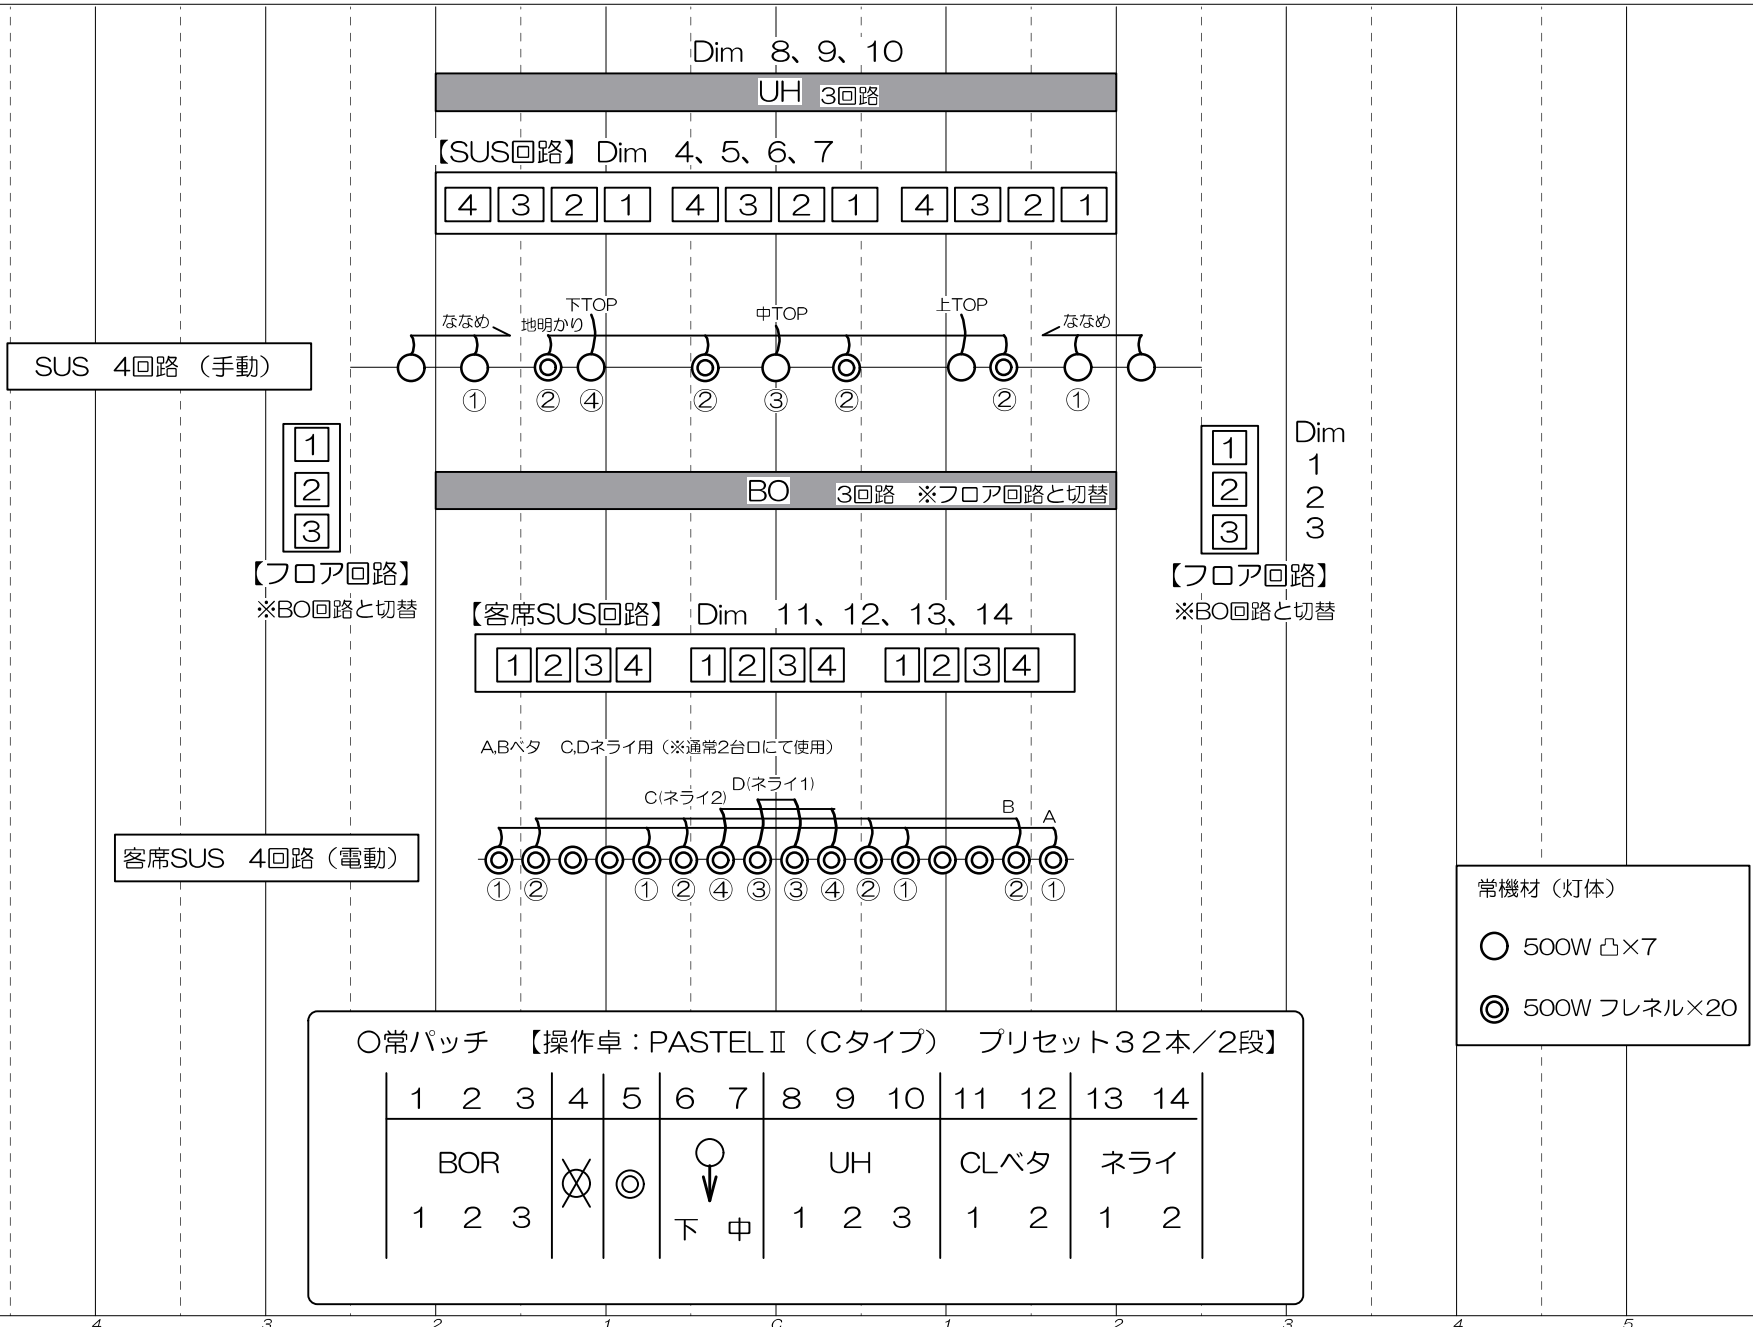 Dim 8、9、10
UH 3回路
【SUS回路】 Dim 4、5、6、7
4 3 2 1 4 3 2 1 4 3 2 1
下TOP 中TOP 上TOP
ななめ 地明かり ななめ
SUS 4回路（手動）
① ② ④ ② ③ ② ② ①
1
2
3
【フロア回路】
※BO回路と切替
BO 3回路 ※フロア回路と切替
1
2
3
Dim
1
2
3
【フロア回路】
※BO回路と切替
【客席SUS回路】 Dim 11、12、13、14
1 2 3 4 1 2 3 4 1 2 3 4
A,Bベタ C,Dネライ用（※通常2台口にて使用）
D(ネライ1)
C(ネライ2) B
A
客席SUS 4回路（電動）
① ② ① ② ④ ③ ③ ④ ② ① ② ①
常機材（灯体）
500W 凸×7
500W フレネル×20
○常パッチ 【操作卓：PASTELⅡ（Cタイプ） プリセット３２本／2段】
1 2 3 4 5 6 7 8 9 10 11 12 13 14
BOR UH CLベタ ネライ
1 2 3 下 中 1 2 3 1 2 1 2
4 3 2 1 C 1 2 3 4 5